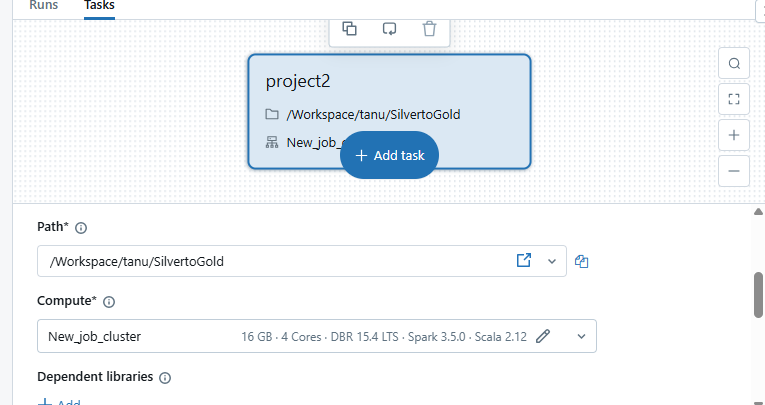 Runs Tasks
project2
/Workspace/tanu/SilvertoGold
New_job_
+ Add task
Path*
/Workspace/tanu/SilvertoGold
Compute*
New_job_cluster 16 GB · 4 Cores · DBR 15.4 LTS · Spark 3.5.0 · Scala 2.12
Dependent libraries
+ Add